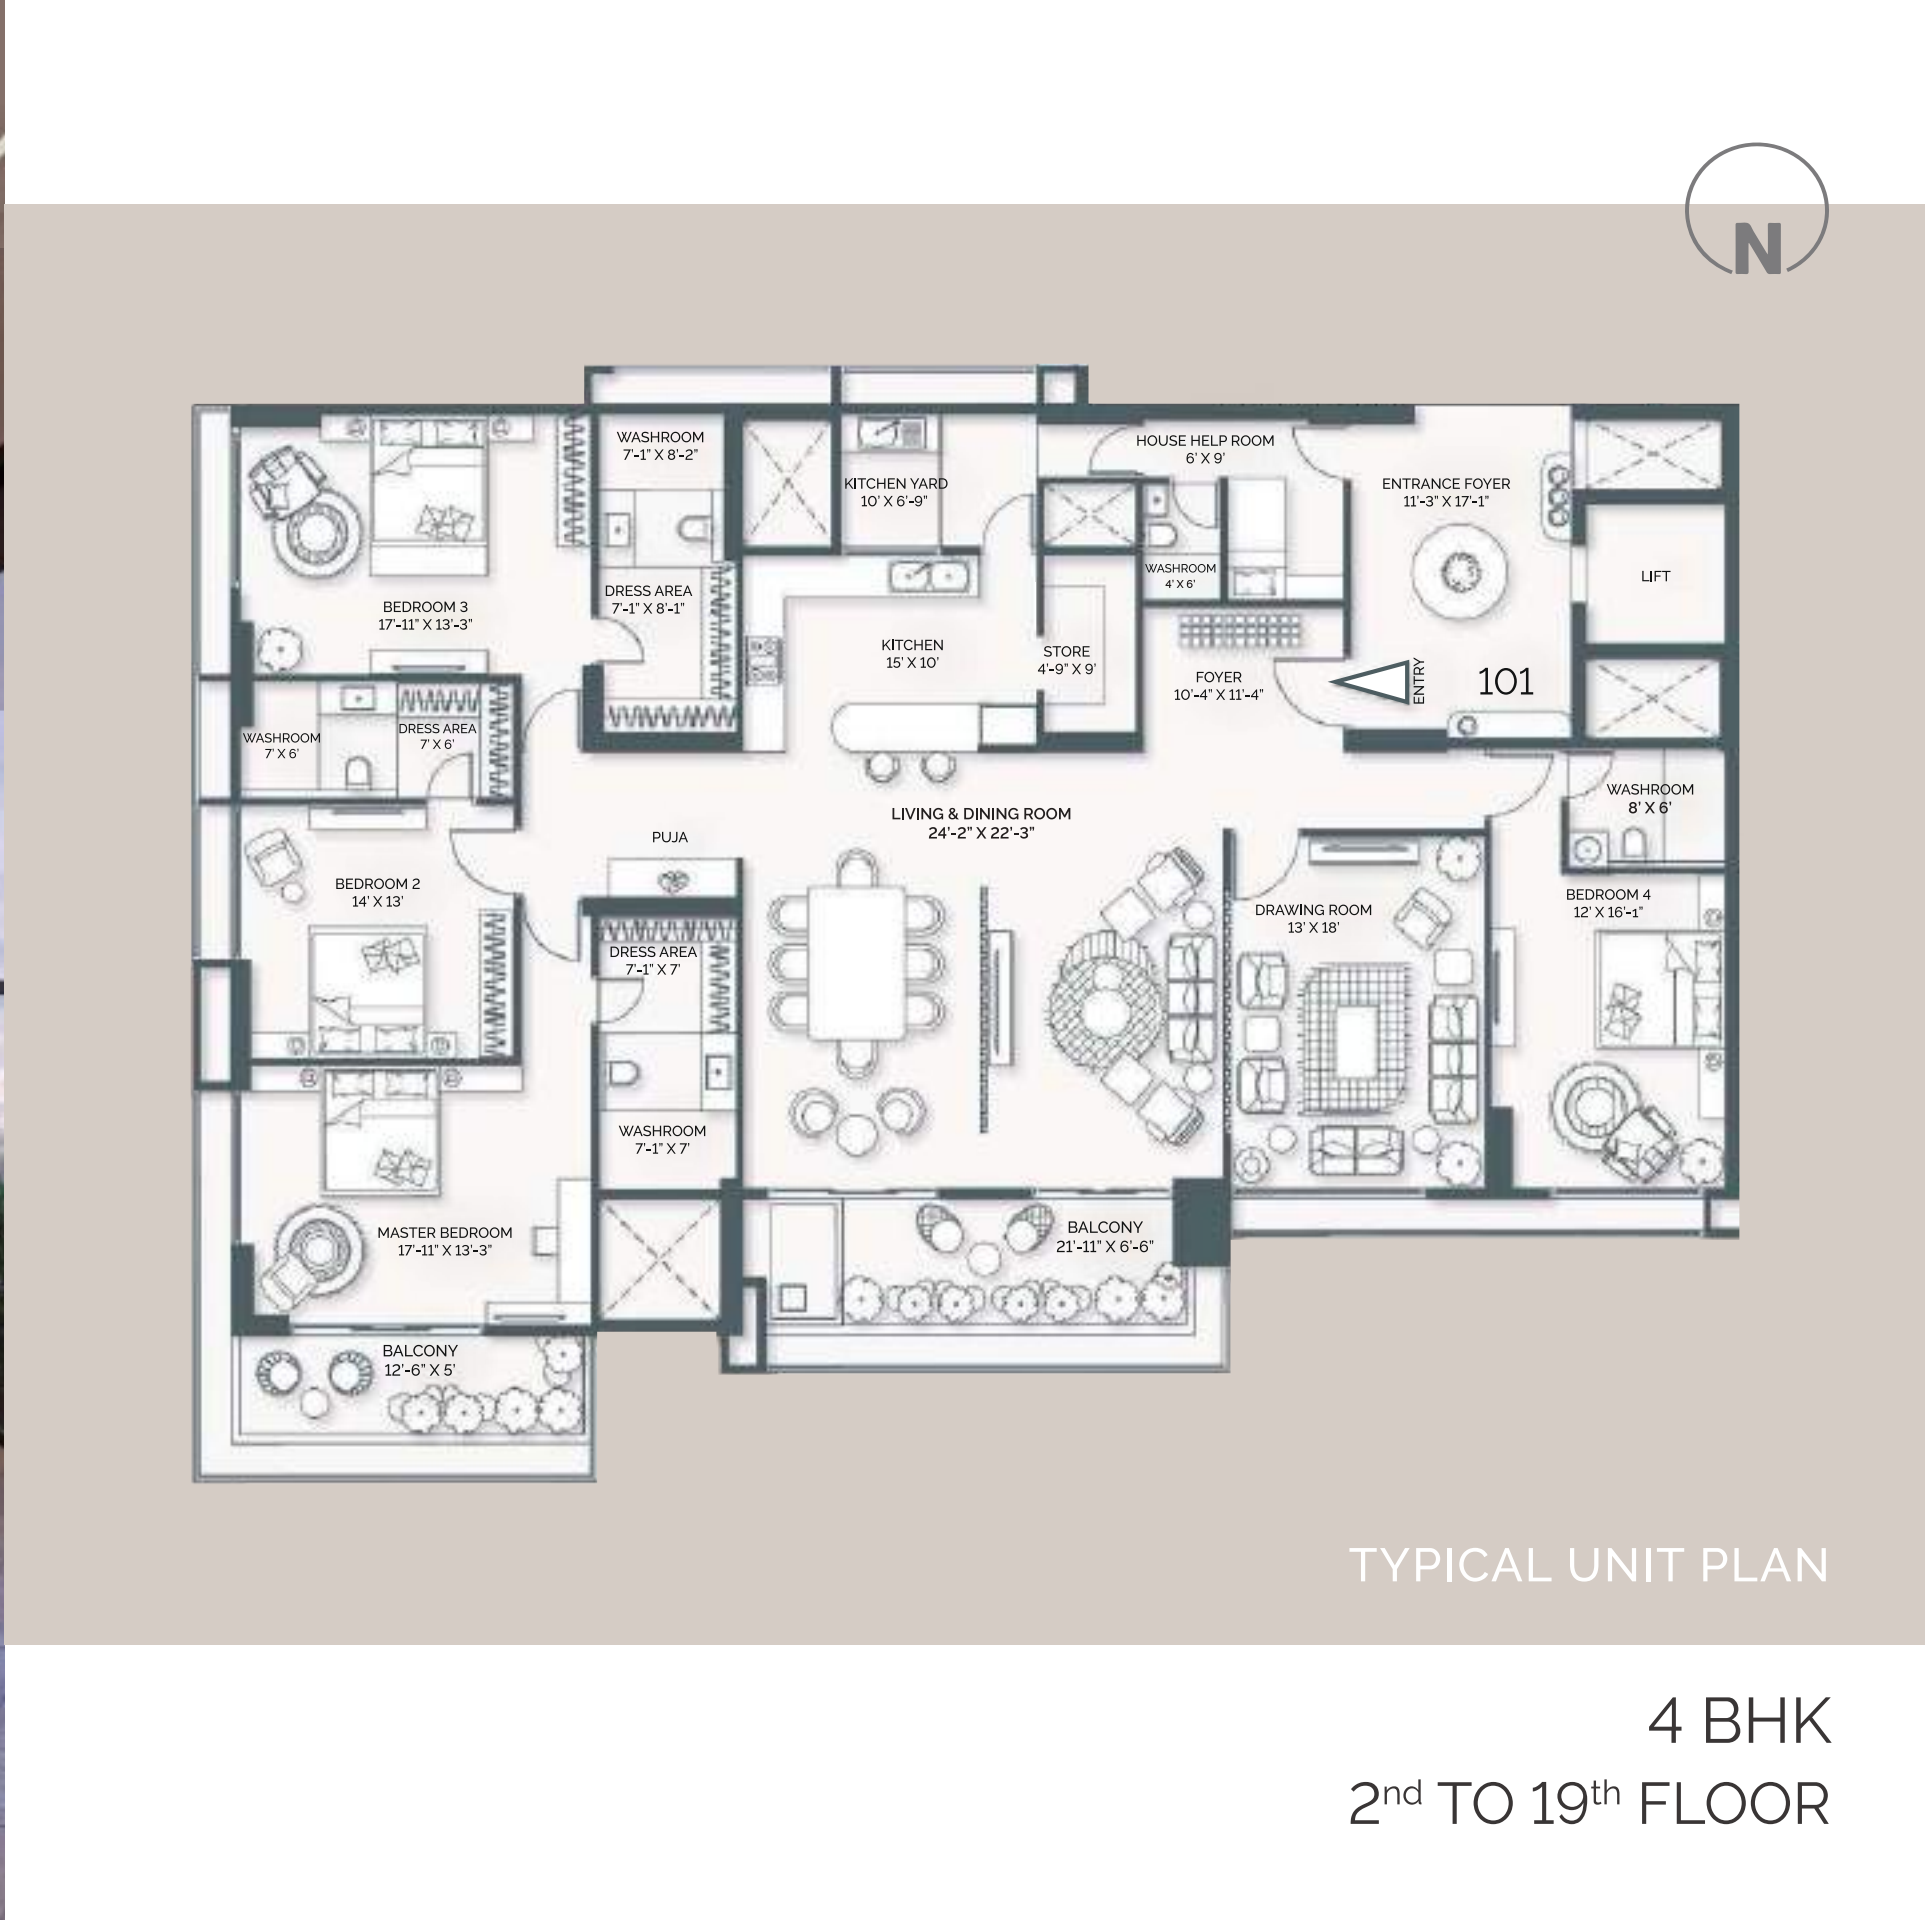 N
WASHROOM
7'-1" X 8'-2"
HOUSE HELP ROOM
6' X 9'
KITCHEN YARD
10' X 6'-9"
ENTRANCE FOYER
11'-3" X 17'-1"
WASHROOM
4' X 6'
LIFT
DRESS AREA
7'-1" X 8'-1"
BEDROOM 3
17'-11" X 13'-3"
KITCHEN
15' X 10'
STORE
4'-9" X 9'
FOYER
10'-4" X 11'-4"
ENTRY
101
WASHROOM
7' X 6'
DRESS AREA
7' X 6'
WASHROOM
8' X 6'
LIVING & DINING ROOM
24'-2" X 22'-3"
PUJA
BEDROOM 2
14' X 13'
BEDROOM 4
12' X 16'-1"
DRAWING ROOM
13' X 18'
DRESS AREA
7'-1" X 7'
WASHROOM
7'-1" X 7'
MASTER BEDROOM
17'-11" X 13'-3"
BALCONY
21'-11" X 6'-6"
BALCONY
12'-6" X 5'
TYPICAL UNIT PLAN
4 BHK
2nd TO 19th FLOOR